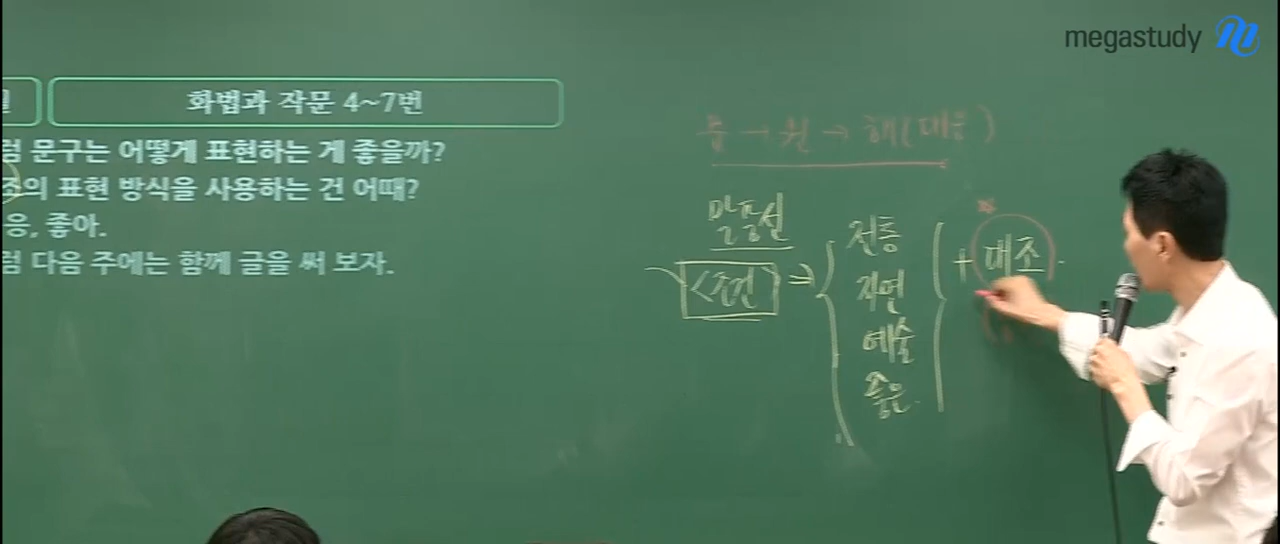 megastudy
화법과 작문 4~7번
럼 문구는 어떻게 표현하는 게 좋을까?
조의 표현 방식을 사용하는 건 어때?
응, 좋아.
럼 다음 주에는 함께 글을 써 보자.
해(대응)
<조건
전통
자연
예술
좋은
+ 대조